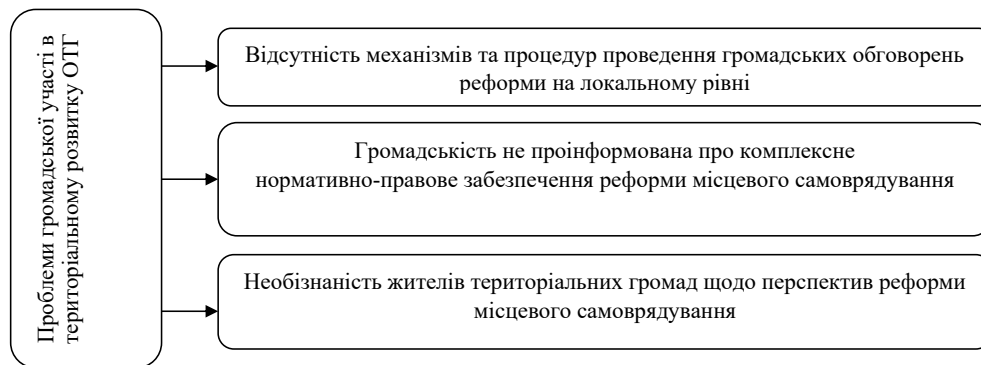 Проблеми громадської участі в
територіальному розвитку ОТГ
Відсутність механізмів та процедур проведення громадських обговорень
реформи на локальному рівні
Громадськість не проінформована про комплексне
нормативно-правове забезпечення реформи місцевого самоврядування
Необізнаність жителів територіальних громад щодо перспектив реформи
місцевого самоврядування